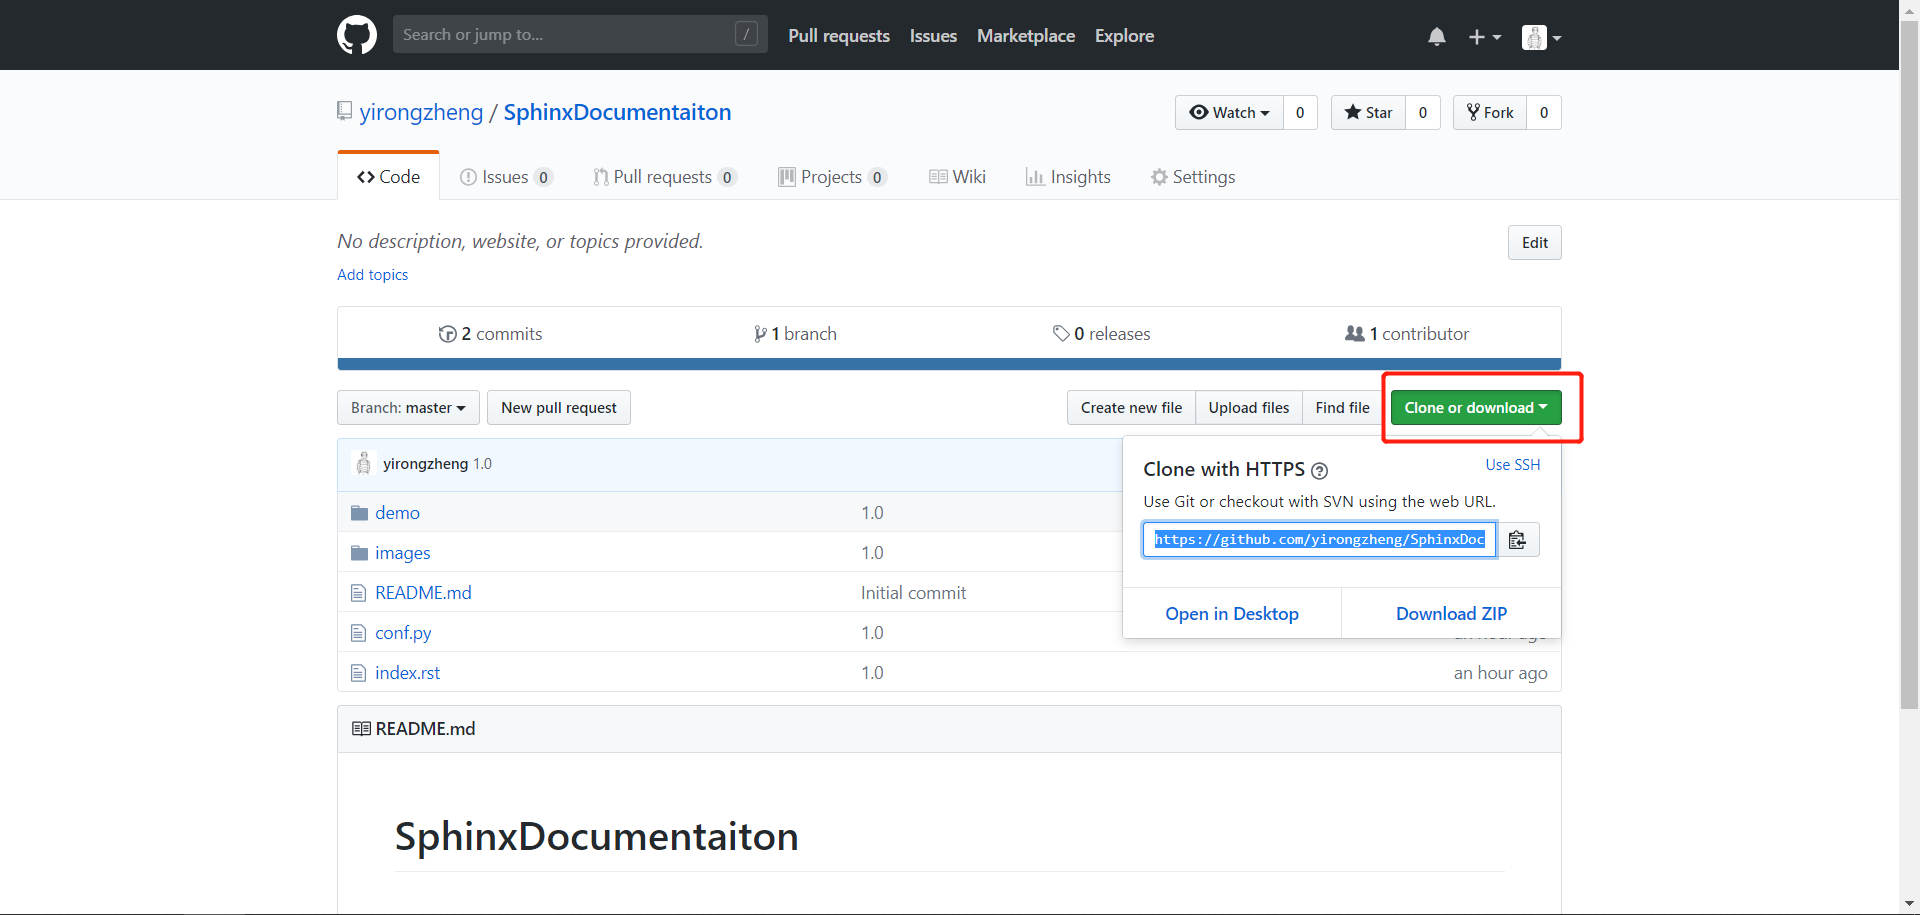 Search or jump to... /
Pull requests Issues Marketplace Explore
yirongzheng / SphinxDocumentaiton
Watch 0 Star 0 Fork 0
Code Issues 0 Pull requests 0 Projects 0 Wiki Insights Settings
No description, website, or topics provided.
Edit
Add topics
2 commits 1 branch 0 releases 1 contributor
Branch: master New pull request Create new file Upload files Find file Clone or download
yirongzheng 1.0
Clone with HTTPS ?
Use SSH
Use Git or checkout with SVN using the web URL.
https://github.com/yirongzheng/SphinxDoc
Open in Desktop Download ZIP
demo 1.0
images 1.0
README.md Initial commit
conf.py 1.0 an hour ago
index.rst 1.0 an hour ago
README.md
SphinxDocumentaiton